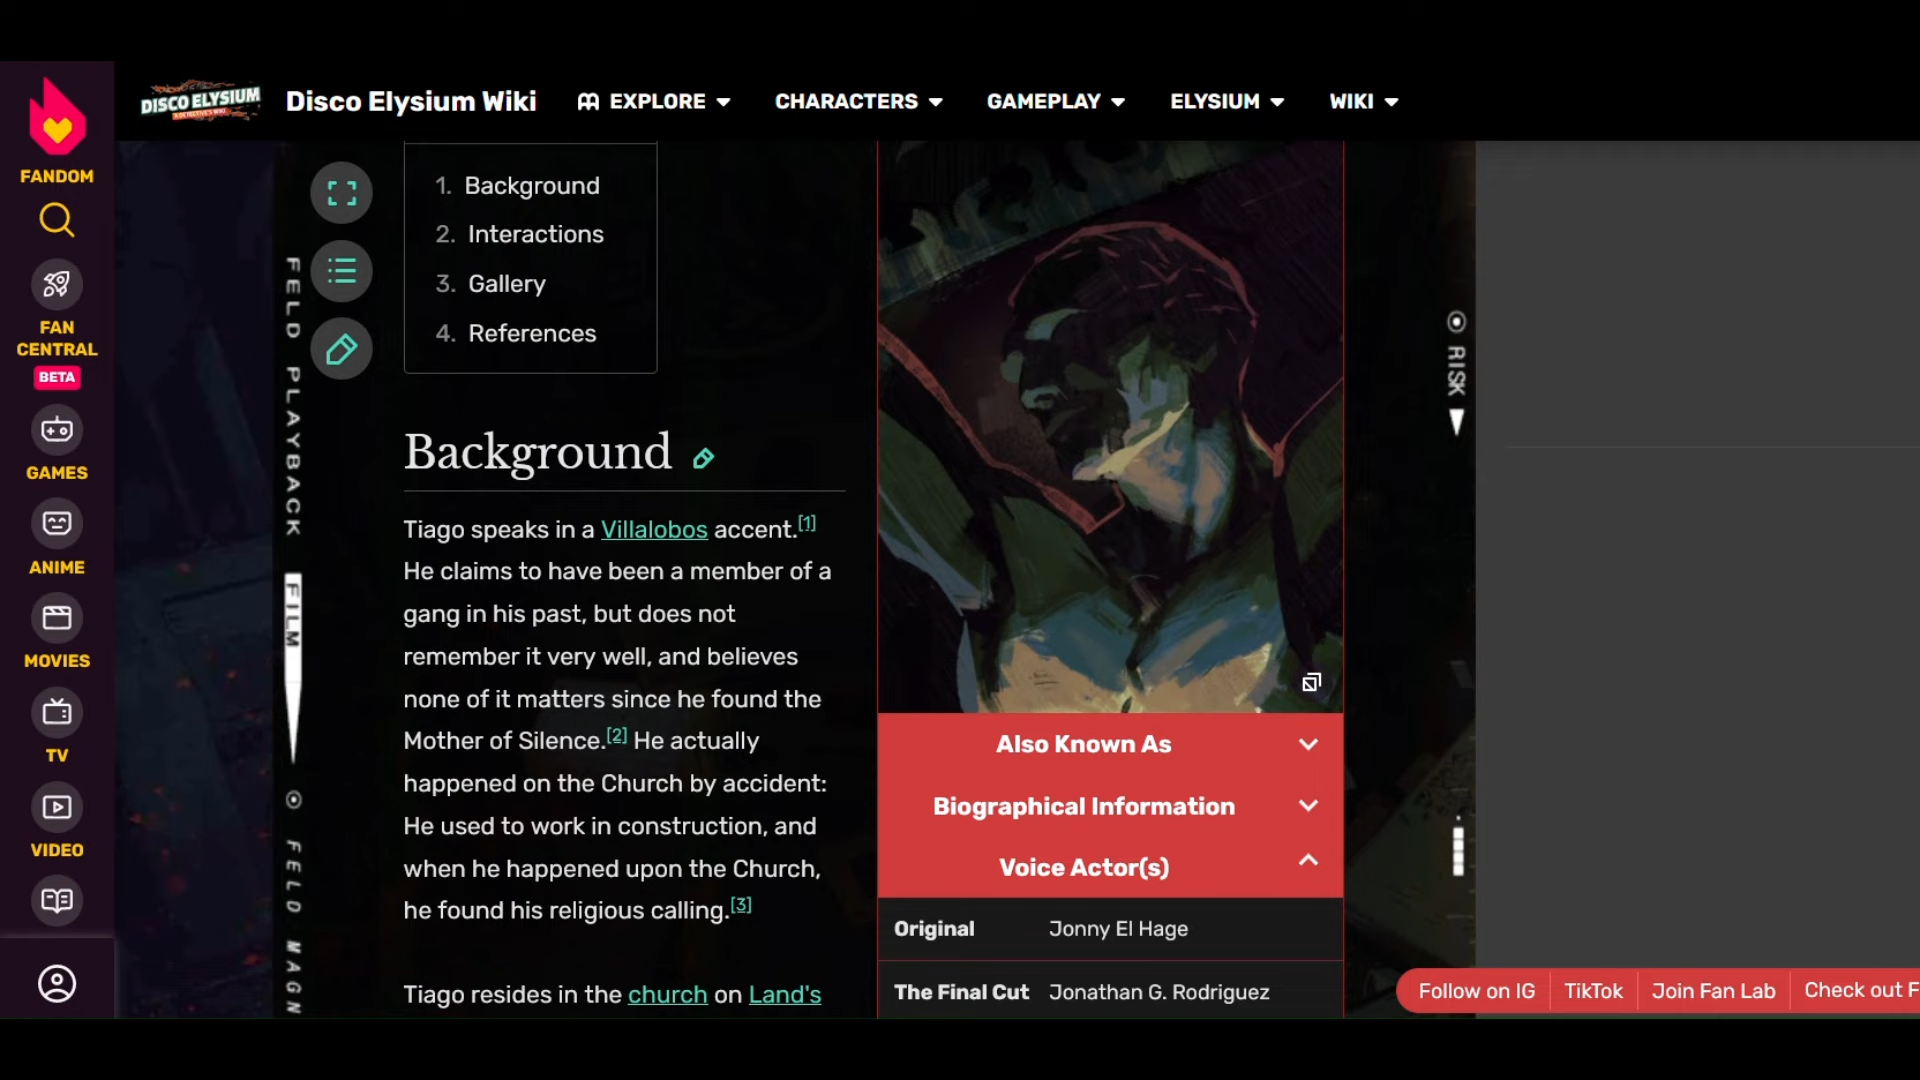 DISCO ELYSIUM
Disco Elysium Wiki
EXPLORE
CHARACTERS
GAMEPLAY
ELYSIUM
WIKI
FANDOM
FAN
CENTRAL
BETA
GAMES
ANIME
MOVIES
TV
VIDEO
FELD PLAYBACK
FILM
FELD MAGN
1. Background
2. Interactions
3. Gallery
4. References
Background
Tiago speaks in a Villalobos accent.[1]
He claims to have been a member of a
gang in his past, but does not
remember it very well, and believes
none of it matters since he found the
Mother of Silence.[2] He actually
happened on the Church by accident:
He used to work in construction, and
when he happened upon the Church,
he found his religious calling.[3]
Tiago resides in the church on Land's
Also Known As
Biographical Information
Voice Actor(s)
Original Jonny El Hage
The Final Cut Jonathan G. Rodriguez
RISK
Follow on IG
TikTok
Join Fan Lab
Check out F